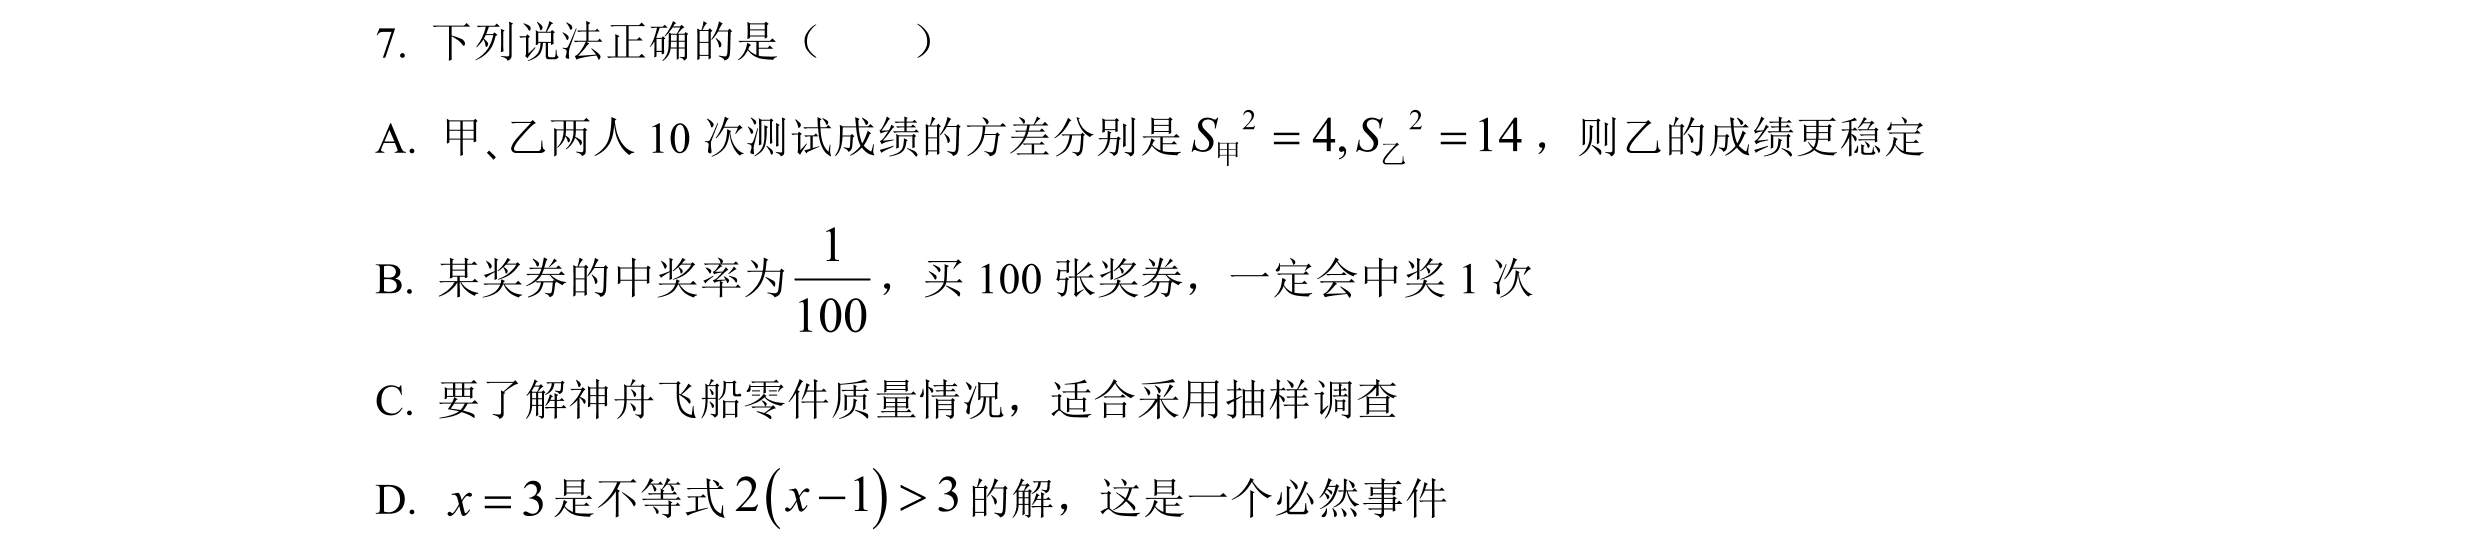 7. 下列说法正确的是（　　）
A. 甲、乙两人 10 次测试成绩的方差分别是 $S_{甲}^{2}=4,S_{乙}^{2}=14$，则乙的成绩更稳定
B. 某奖券的中奖率为 $\frac{1}{100}$，买 100 张奖券，一定会中奖 1 次
C. 要了解神舟飞船零件质量情况，适合采用抽样调查
D. $x=3$ 是不等式 $2(x-1)>3$ 的解，这是一个必然事件